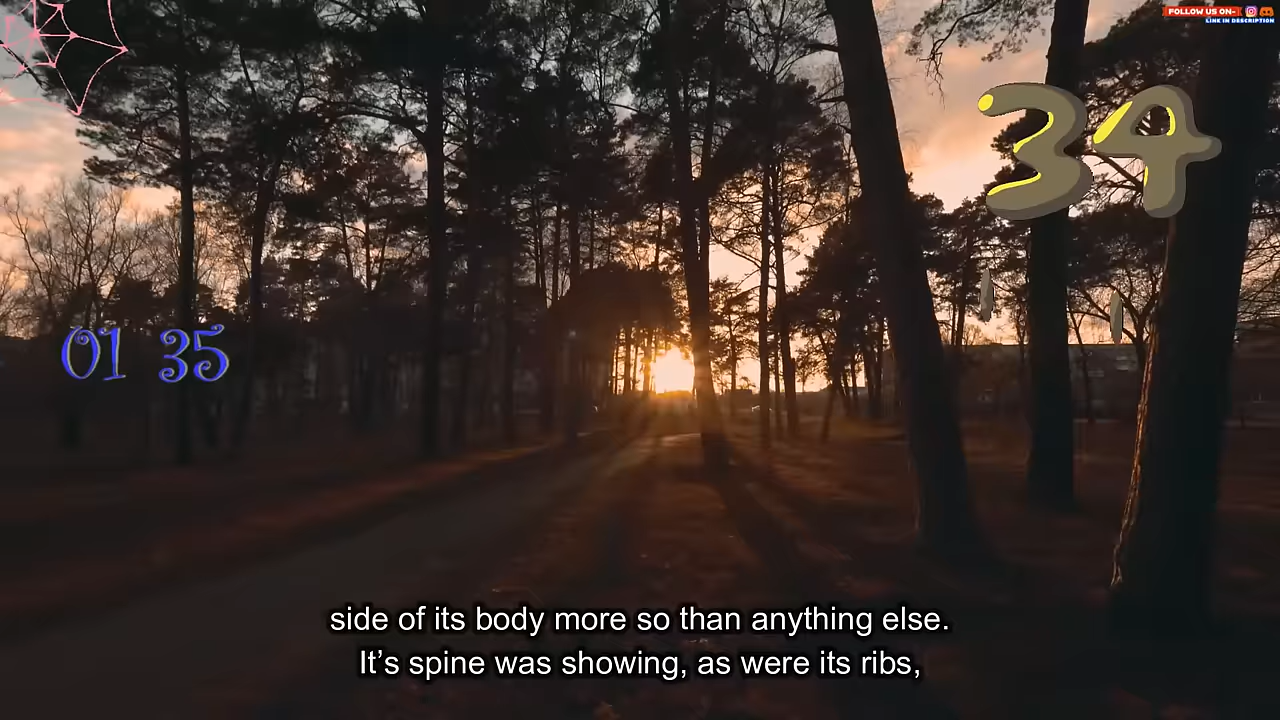 FOLLOW US ON-
LINK IN DESCRIPTION
34
01 35
side of its body more so than anything else.
It’s spine was showing, as were its ribs,